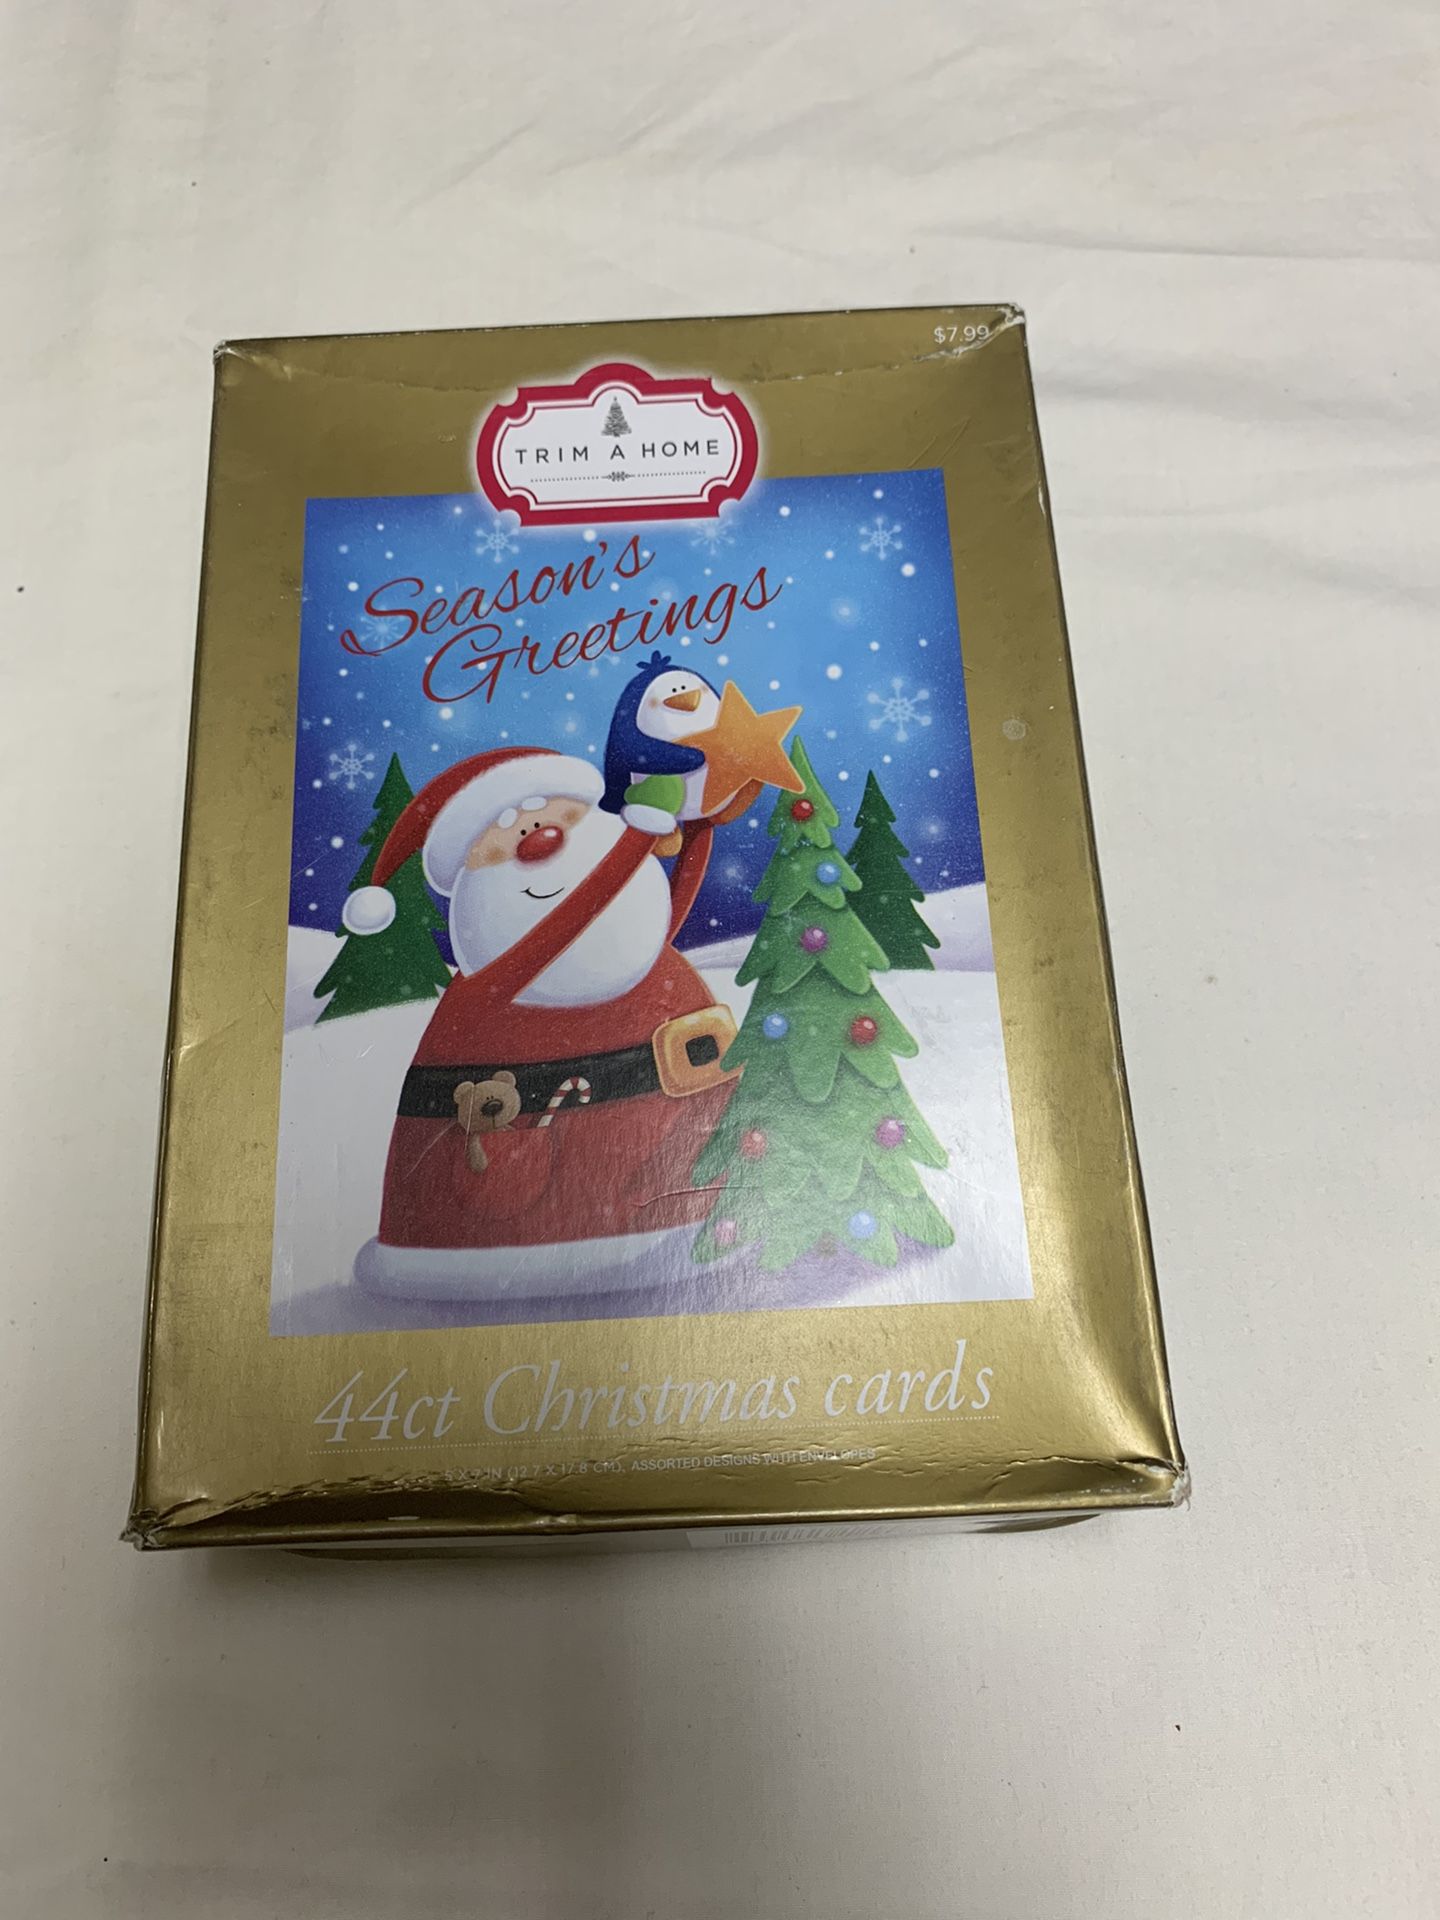 $7.99
TRIM A HOME
Season's
Greetings
44ct Christmas cards
5 X 7 IN (12.7 X 17.8 CM), ASSORTED DESIGNS WITH ENVELOPES